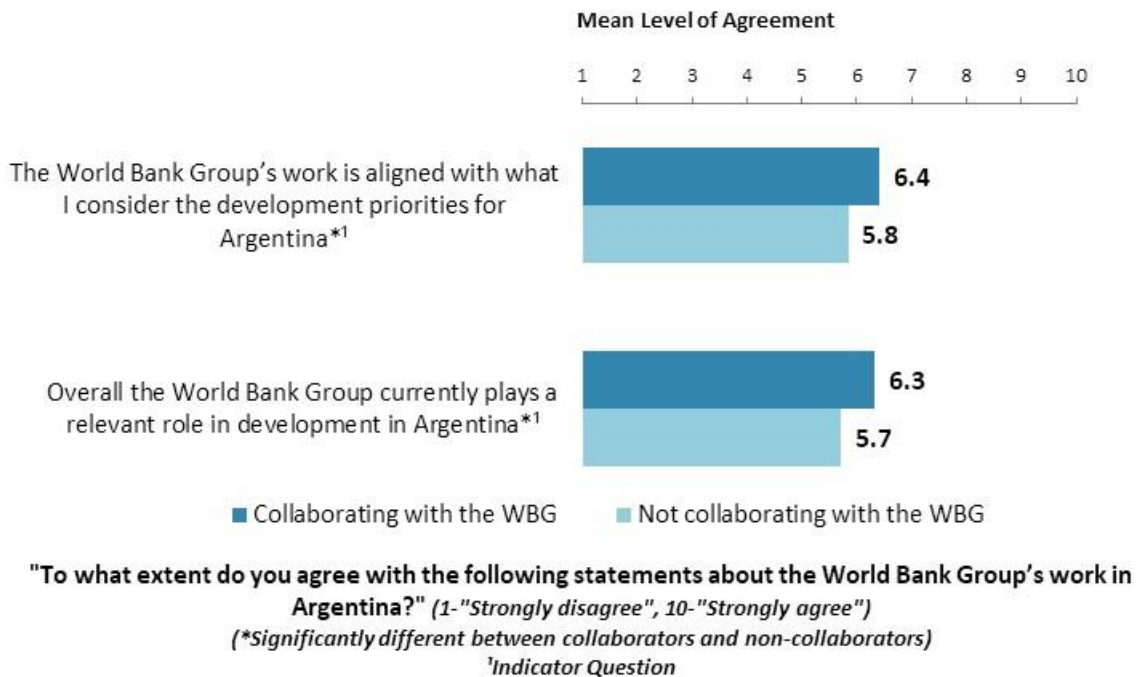 Mean Level of Agreement
1 2 3 4 5 6 7 8 9 10
The World Bank Group’s work is aligned with what
I consider the development priorities for
Argentina*¹
6.4
5.8
Overall the World Bank Group currently plays a
relevant role in development in Argentina*¹
6.3
5.7
Collaborating with the WBG Not collaborating with the WBG
"To what extent do you agree with the following statements about the World Bank Group’s work in
Argentina?" (1-"Strongly disagree", 10-"Strongly agree")
(*Significantly different between collaborators and non-collaborators)
¹Indicator Question